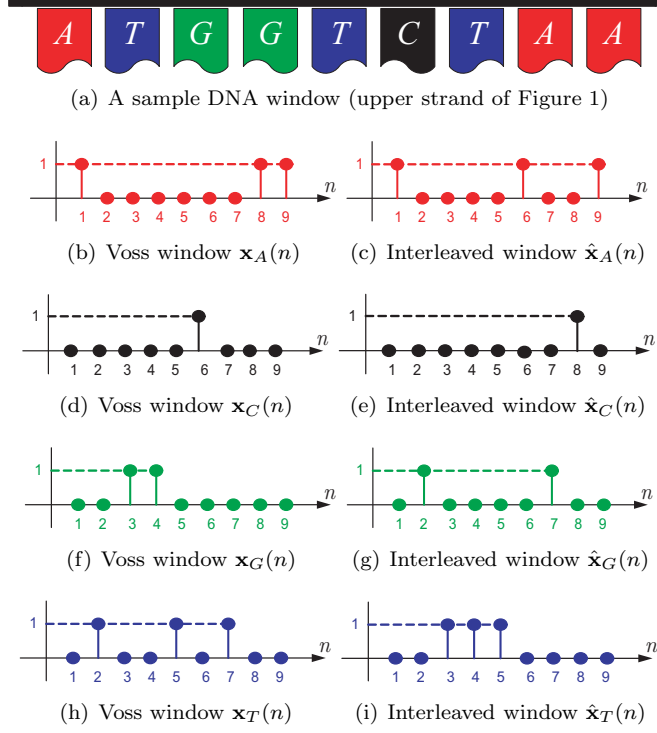 A T G G T C T A A
(a) A sample DNA window (upper strand of Figure 1)
1 n 1 n
1 2 3 4 5 6 7 8 9 1 2 3 4 5 6 7 8 9
(b) Voss window x_A(n) (c) Interleaved window x̂_A(n)
1 n 1 n
1 2 3 4 5 6 7 8 9 1 2 3 4 5 6 7 8 9
(d) Voss window x_C(n) (e) Interleaved window x̂_C(n)
1 n 1 n
1 2 3 4 5 6 7 8 9 1 2 3 4 5 6 7 8 9
(f) Voss window x_G(n) (g) Interleaved window x̂_G(n)
1 n 1 n
1 2 3 4 5 6 7 8 9 1 2 3 4 5 6 7 8 9
(h) Voss window x_T(n) (i) Interleaved window x̂_T(n)